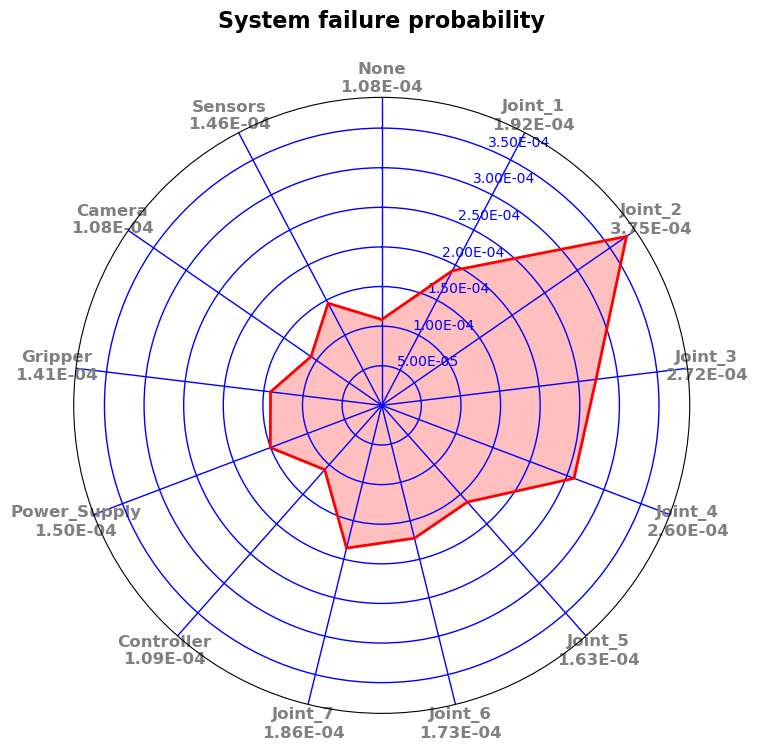 System failure probability
None
1.08E-04
Joint_1
1.92E-04
Joint_2
3.75E-04
Joint_3
2.72E-04
Joint_4
2.60E-04
Joint_5
1.63E-04
Joint_6
1.73E-04
Joint_7
1.86E-04
Controller
1.09E-04
Power_Supply
1.50E-04
Gripper
1.41E-04
Camera
1.08E-04
Sensors
1.46E-04
3.50E-04
3.00E-04
2.50E-04
2.00E-04
1.50E-04
1.00E-04
5.00E-05